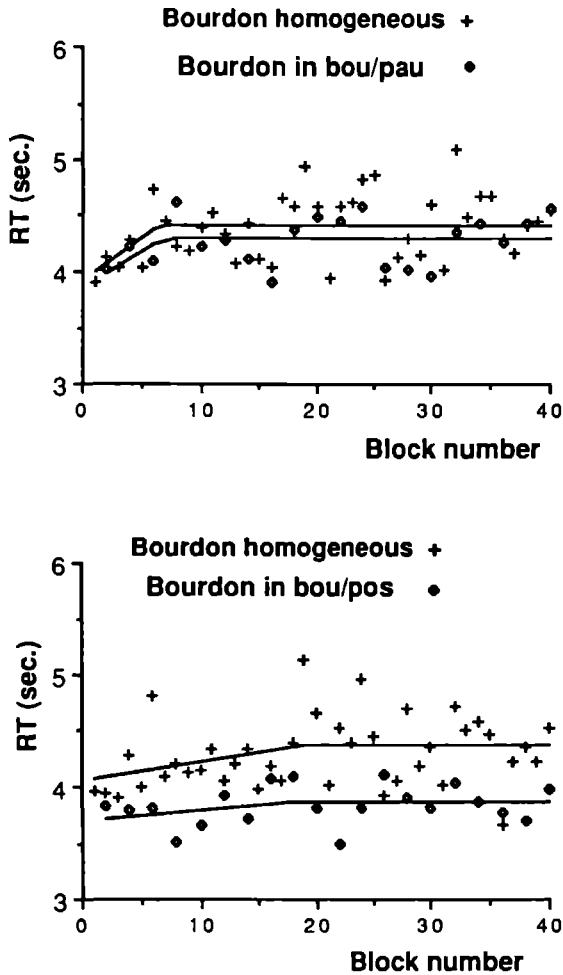 Bourdon homogeneous +
Bourdon in bou/pau
6
5
4
3
RT (sec.)
0 10 20 30 40
Block number
Bourdon homogeneous +
Bourdon in bou/pos
6
5
4
3
RT (sec.)
0 10 20 30 40
Block number